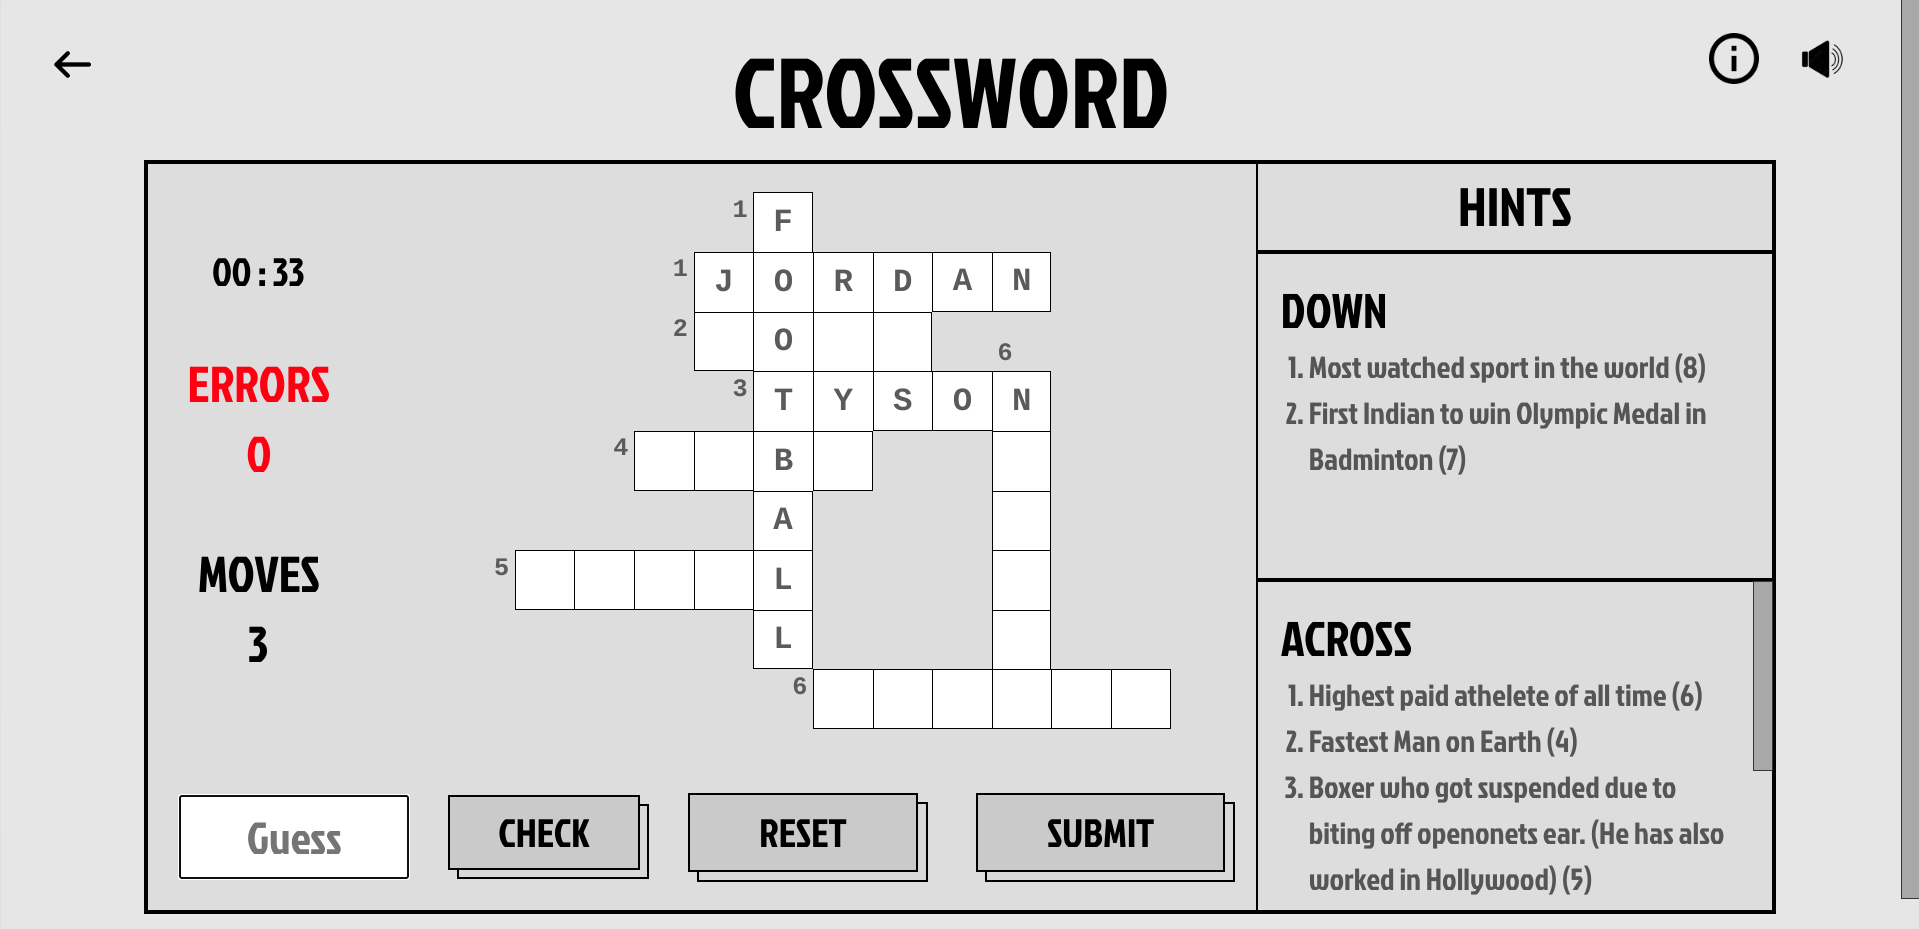 CROSSWORD
00:33
ERRORS
0
MOVES
3
1 F
1 J O R D A N
2 O
6
3 T Y S O N
4 B
A
5 L
L
6
Guess
CHECK
RESET
SUBMIT
HINTS
DOWN
1. Most watched sport in the world (8)
2. First Indian to win Olympic Medal in
Badminton (7)
ACROSS
1. Highest paid athelete of all time (6)
2. Fastest Man on Earth (4)
3. Boxer who got suspended due to
biting off openonets ear. (He has also
worked in Hollywood) (5)